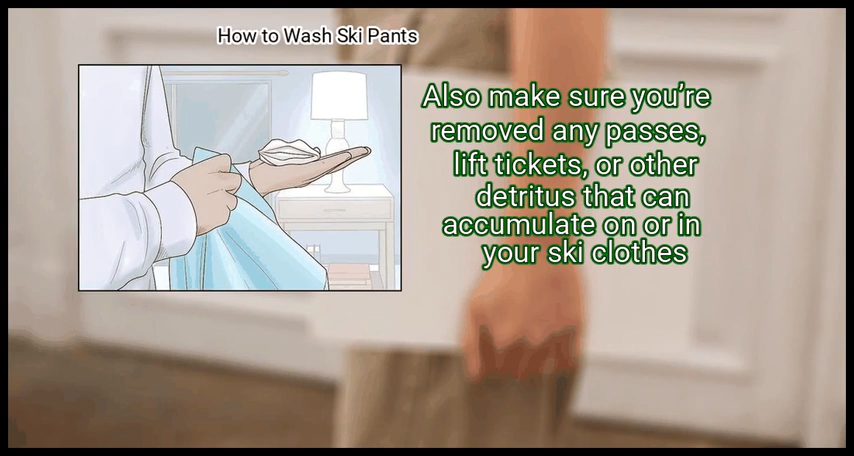 How to Wash Ski Pants
Also make sure you're
removed any passes,
lift tickets, or other
detritus that can
accumulate on or in
your ski clothes